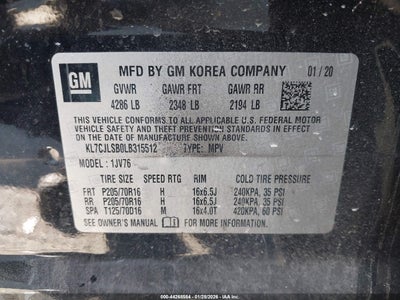 GM
MFD BY GM KOREA COMPANY 01/20
GVWR GAWR FRT GAWR RR
4286 LB 2348 LB 2194 LB
THIS VEHICLE CONFORMS TO ALL APPLICABLE U.S. FEDERAL
MOTOR VEHICLE SAFETY, BUMPER, AND THEFT PREVENTION
STANDARDS IN EFFECT ON THE DATE OF MANUFACTURE SHOWN ABOVE.
KL7CJLSB0LB315512 TYPE: MPV
MODEL: 1JV76
TIRE SIZE SPEED RTG RIM COLD TIRE PRESSURE
FRT P205/70R16 H 16x6.5J 240KPA, 35 PSI
RR P205/70R16 H 16x6.5J 240KPA, 35 PSI
SPA T125/70D16 M 16x4.0T 420KPA, 60 PSI
SEE OWNER'S MANUAL FOR ADDITIONAL INFORMATION